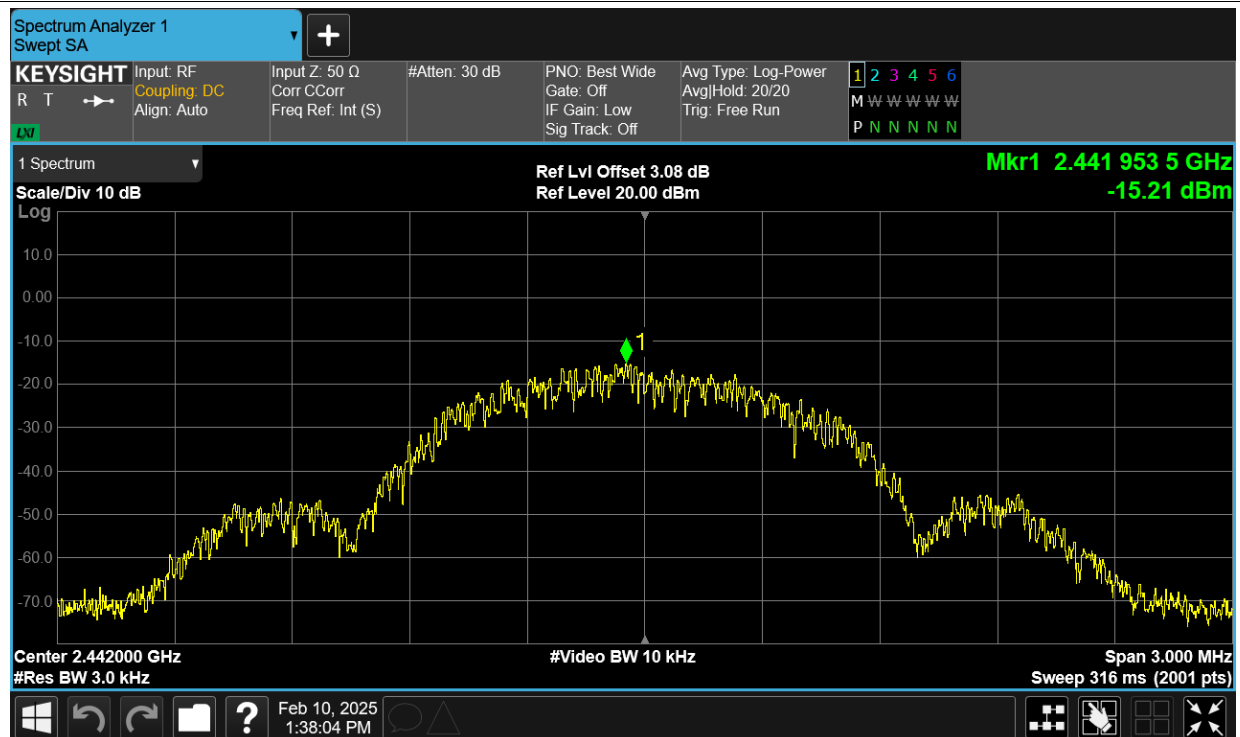 Spectrum Analyzer 1
Swept SA
+
KEYSIGHT
R T
LXI
Input: RF
Coupling: DC
Align: Auto
Input Z: 50 Ω
Corr CCorr
Freq Ref: Int (S)
#Atten: 30 dB
PNO: Best Wide
Gate: Off
IF Gain: Low
Sig Track: Off
Avg Type: Log-Power
Avg|Hold: 20/20
Trig: Free Run
1 2 3 4 5 6
M W W W W W W
P N N N N N N
1 Spectrum
Scale/Div 10 dB
Log
Ref Lvl Offset 3.08 dB
Ref Level 20.00 dBm
Mkr1 2.441 953 5 GHz
-15.21 dBm
10.0
0.00
-10.0
-20.0
-30.0
-40.0
-50.0
-60.0
-70.0
1
Center 2.442000 GHz
#Res BW 3.0 kHz
#Video BW 10 kHz
Span 3.000 MHz
Sweep 316 ms (2001 pts)
?
Feb 10, 2025
1:38:04 PM